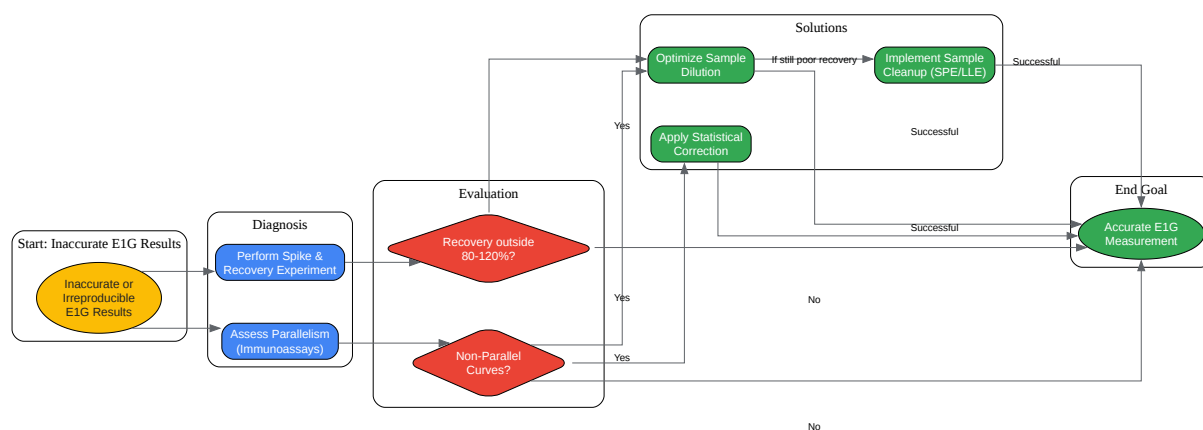 Start: Inaccurate E1G Results
Inaccurate or
Irreproducible
E1G Results
Diagnosis
Perform Spike &
Recovery Experiment
Assess Parallelism
(Immunoassays)
Evaluation
Recovery outside
80-120%?
Non-Parallel
Curves?
Yes
Yes
Yes
No
No
Solutions
Optimize Sample
Dilution
If still poor recovery
Implement Sample
Cleanup (SPE/LLE)
Apply Statistical
Correction
Successful
Successful
Successful
End Goal
Accurate E1G
Measurement